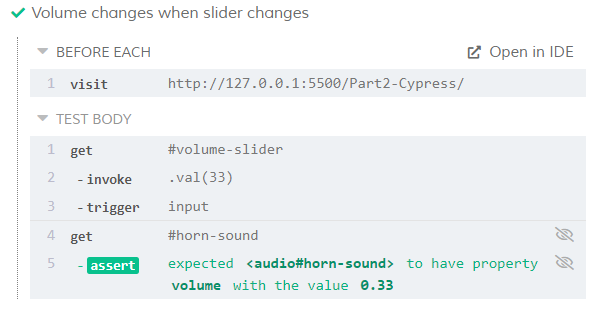 Volume changes when slider changes
BEFORE EACH Open in IDE
1 visit http://127.0.0.1:5500/Part2-Cypress/
TEST BODY
1 get #volume-slider
2 -invoke .val(33)
3 -trigger input
4 get #horn-sound
5 -assert expected <audio#horn-sound> to have property
volume with the value 0.33